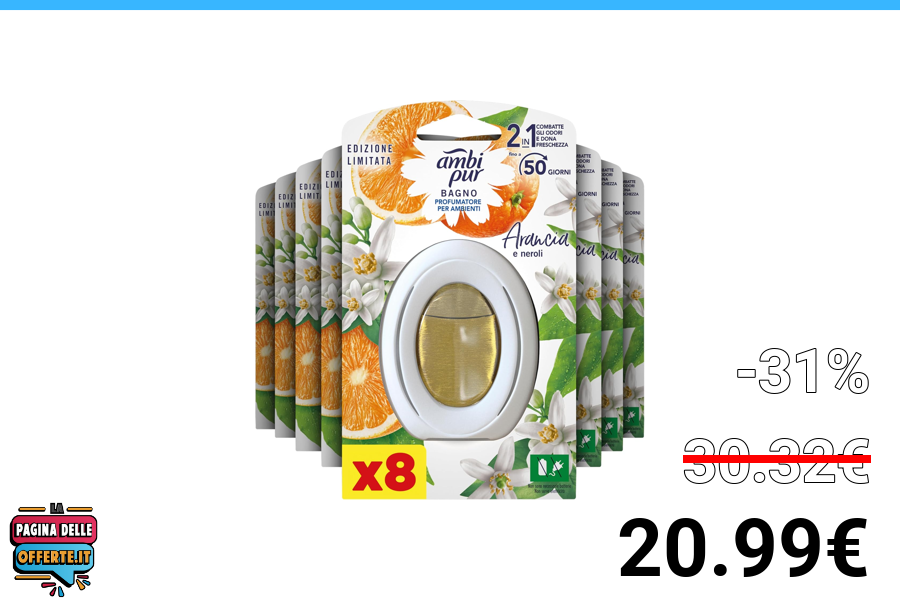 EDIZIONE
LIMITATA
ambi
pur
BAGNO
PROFUMATORE
PER AMBIENTI
2 IN 1
COMBATTE
GLI ODORI
E DONA
FRESCHEZZA
fino a
50 GIORNI
Arancia
e neroli
x8
-31%
30.32€
20.99€
LA
PAGINA DELLE
OFFERTE.IT